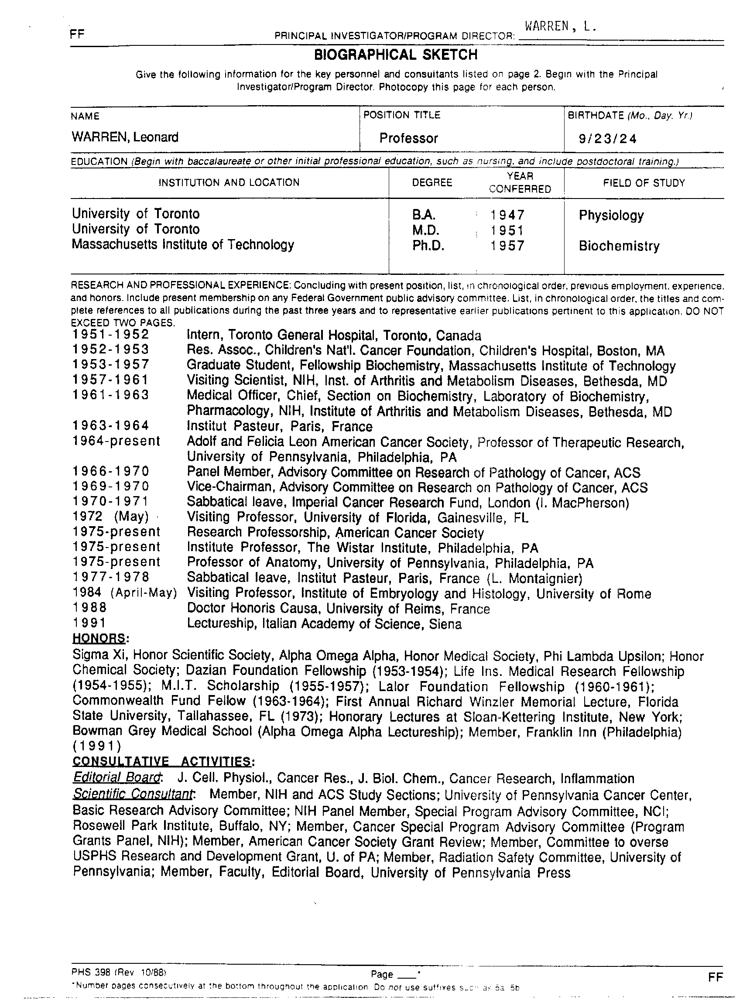 FF
PRINCIPAL INVESTIGATOR/PROGRAM DIRECTOR: WARREN, L.
BIOGRAPHICAL SKETCH
Give the following information for the key personnel and consultants listed on page 2. Begin with the Principal
Investigator/Program Director. Photocopy this page for each person.
NAME POSITION TITLE BIRTHDATE (Mo., Day, Yr.)
WARREN, Leonard Professor 9/23/24
EDUCATION (Begin with baccalaureate or other initial professional education, such as nursing, and include postdoctoral training.)
INSTITUTION AND LOCATION DEGREE YEAR CONFERRED FIELD OF STUDY
University of Toronto B.A. 1947 Physiology
University of Toronto M.D. 1951
Massachusetts Institute of Technology Ph.D. 1957 Biochemistry
RESEARCH AND PROFESSIONAL EXPERIENCE: Concluding with present position, list, in chronological order, previous employment, experience,
and honors. Include present membership on any Federal Government public advisory committee. List, in chronological order, the titles and com-
plete references to all publications during the past three years and to representative earlier publications pertinent to this application. DO NOT
EXCEED TWO PAGES.
1951-1952 Intern, Toronto General Hospital, Toronto, Canada
1952-1953 Res. Assoc., Children's Nat'l. Cancer Foundation, Children's Hospital, Boston, MA
1953-1957 Graduate Student, Fellowship Biochemistry, Massachusetts Institute of Technology
1957-1961 Visiting Scientist, NIH, Inst. of Arthritis and Metabolism Diseases, Bethesda, MD
1961-1963 Medical Officer, Chief, Section on Biochemistry, Laboratory of Biochemistry,
Pharmacology, NIH, Institute of Arthritis and Metabolism Diseases, Bethesda, MD
1963-1964 Institut Pasteur, Paris, France
1964-present Adolf and Felicia Leon American Cancer Society, Professor of Therapeutic Research,
University of Pennsylvania, Philadelphia, PA
1966-1970 Panel Member, Advisory Committee on Research of Pathology of Cancer, ACS
1969-1970 Vice-Chairman, Advisory Committee on Research on Pathology of Cancer, ACS
1970-1971 Sabbatical leave, Imperial Cancer Research Fund, London (I. MacPherson)
1972 (May) Visiting Professor, University of Florida, Gainesville, FL
1975-present Research Professorship, American Cancer Society
1975-present Institute Professor, The Wistar Institute, Philadelphia, PA
1975-present Professor of Anatomy, University of Pennsylvania, Philadelphia, PA
1977-1978 Sabbatical leave, Institut Pasteur, Paris, France (L. Montaignier)
1984 (April-May) Visiting Professor, Institute of Embryology and Histology, University of Rome
1988 Doctor Honoris Causa, University of Reims, France
1991 Lectureship, Italian Academy of Science, Siena
HONORS:
Sigma Xi, Honor Scientific Society, Alpha Omega Alpha, Honor Medical Society, Phi Lambda Upsilon; Honor
Chemical Society; Dazian Foundation Fellowship (1953-1954); Life Ins. Medical Research Fellowship
(1954-1955); M.I.T. Scholarship (1955-1957); Lalor Foundation Fellowship (1960-1961);
Commonwealth Fund Fellow (1963-1964); First Annual Richard Winzler Memorial Lecture, Florida
State University, Tallahassee, FL (1973); Honorary Lectures at Sloan-Kettering Institute, New York;
Bowman Grey Medical School (Alpha Omega Alpha Lectureship); Member, Franklin Inn (Philadelphia)
(1991)
CONSULTATIVE ACTIVITIES:
Editorial Board: J. Cell. Physiol., Cancer Res., J. Biol. Chem., Cancer Research, Inflammation
Scientific Consultant: Member, NIH and ACS Study Sections; University of Pennsylvania Cancer Center,
Basic Research Advisory Committee; NIH Panel Member, Special Program Advisory Committee, NCI;
Rosewell Park Institute, Buffalo, NY; Member, Cancer Special Program Advisory Committee (Program
Grants Panel, NIH); Member, American Cancer Society Grant Review; Member, Committee to overse
USPHS Research and Development Grant, U. of PA; Member, Radiation Safety Committee, University of
Pennsylvania; Member, Faculty, Editorial Board, University of Pennsylvania Press
PHS 398 (Rev. 10/88) Page ___* FF
*Number pages consecutively at the bottom throughout the application. Do not use suffixes such as 5a, 5b.